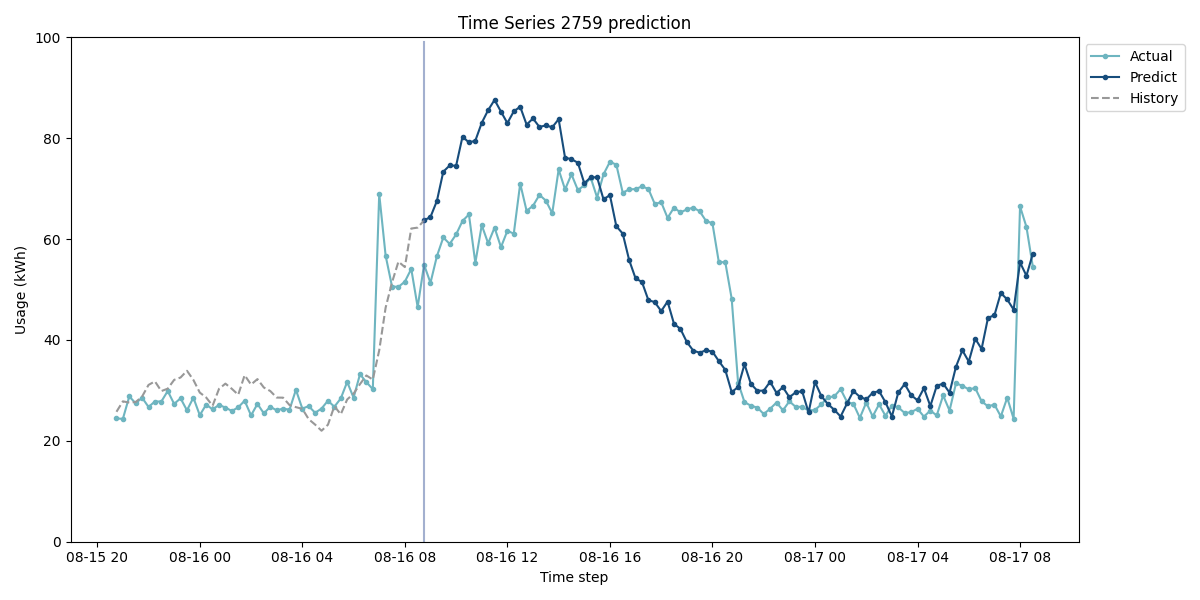 Time Series 2759 prediction
100
80
60
40
20
0
Usage (kWh)
08-15 20
08-16 00
08-16 04
08-16 08
08-16 12
08-16 16
08-16 20
08-17 00
08-17 04
08-17 08
Time step
Actual
Predict
History